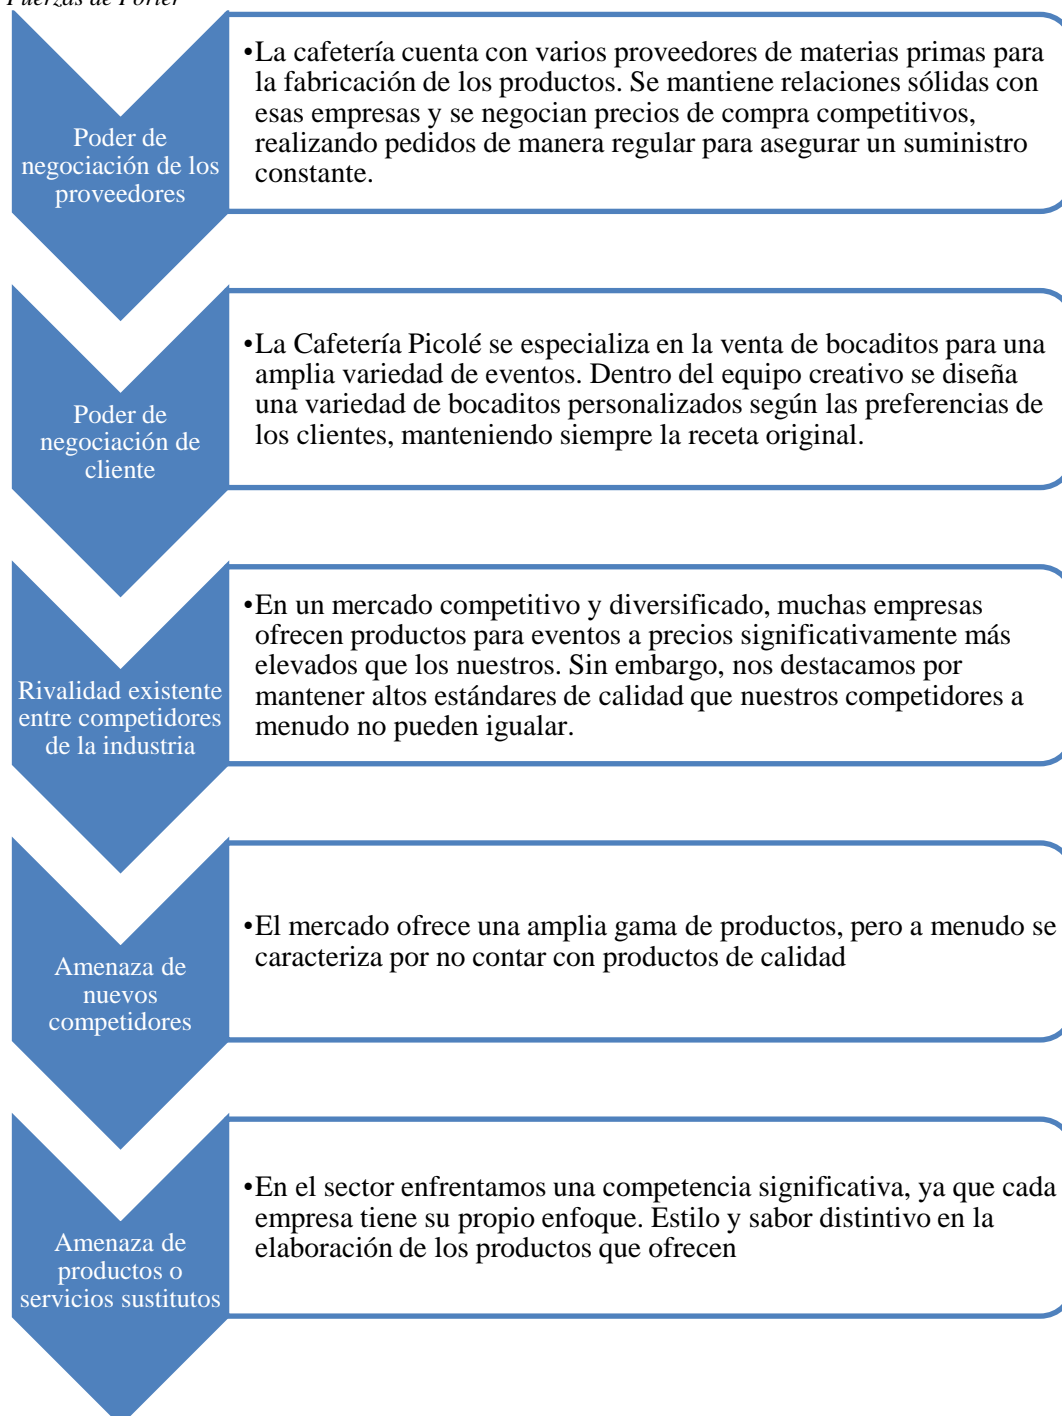 Fuerzas de Porter
Poder de
negociación de los
proveedores
•La cafetería cuenta con varios proveedores de materias primas para
la fabricación de los productos. Se mantiene relaciones sólidas con
esas empresas y se negocian precios de compra competitivos,
realizando pedidos de manera regular para asegurar un suministro
constante.
Poder de
negociación de
cliente
•La Cafetería Picolé se especializa en la venta de bocaditos para una
amplia variedad de eventos. Dentro del equipo creativo se diseña
una variedad de bocaditos personalizados según las preferencias de
los clientes, manteniendo siempre la receta original.
Rivalidad existente
entre competidores
de la industria
•En un mercado competitivo y diversificado, muchas empresas
ofrecen productos para eventos a precios significativamente más
elevados que los nuestros. Sin embargo, nos destacamos por
mantener altos estándares de calidad que nuestros competidores a
menudo no pueden igualar.
Amenaza de
nuevos
competidores
•El mercado ofrece una amplia gama de productos, pero a menudo se
caracteriza por no contar con productos de calidad
Amenaza de
productos o
servicios sustitutos
•En el sector enfrentamos una competencia significativa, ya que cada
empresa tiene su propio enfoque. Estilo y sabor distintivo en la
elaboración de los productos que ofrecen